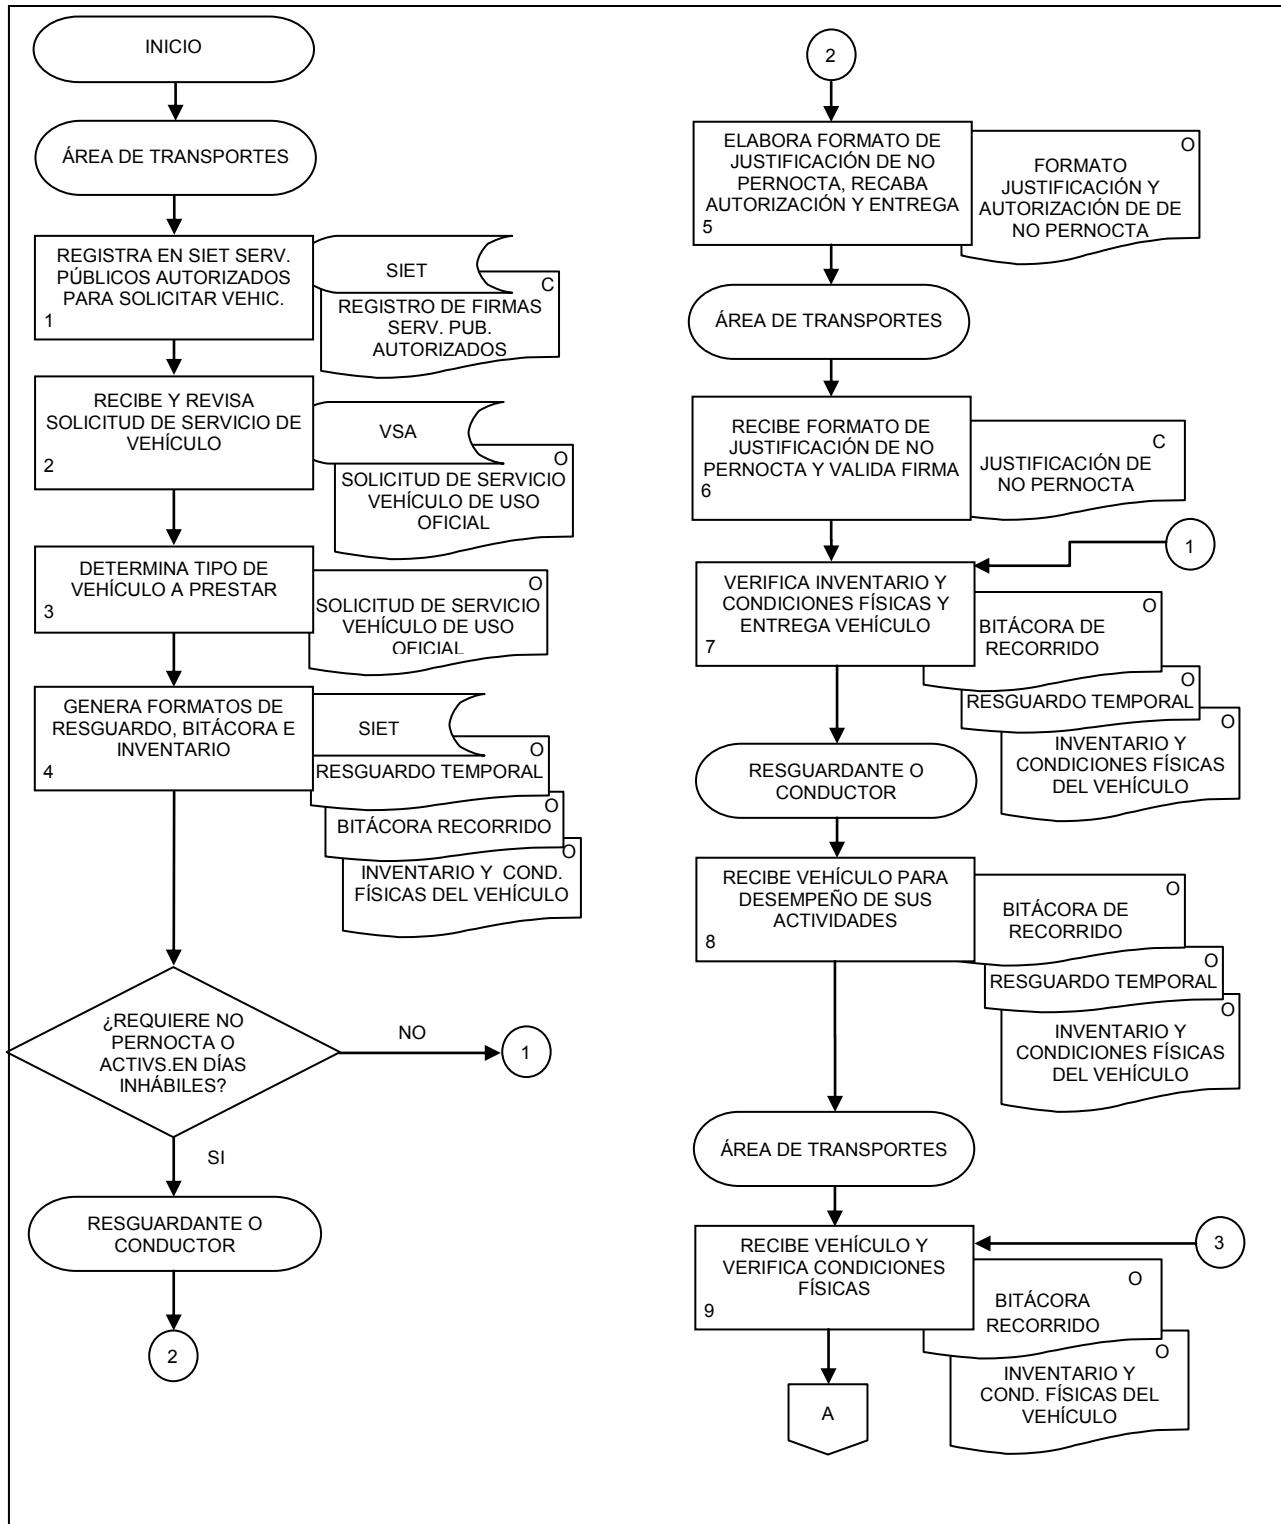 INICIO
ÁREA DE TRANSPORTES
REGISTRA EN SIET SERV.
PÚBLICOS AUTORIZADOS
PARA SOLICITAR VEHIC.
1
SIET
C
REGISTRO DE FIRMAS
SERV. PUB.
AUTORIZADOS
RECIBE Y REVISA
SOLICITUD DE SERVICIO DE
VEHÍCULO
2
VSA
O
SOLICITUD DE SERVICIO
VEHÍCULO DE USO
OFICIAL
DETERMINA TIPO DE
VEHÍCULO A PRESTAR
3
O
SOLICITUD DE SERVICIO
VEHÍCULO DE USO
OFICIAL
GENERA FORMATOS DE
RESGUARDO, BITÁCORA E
INVENTARIO
4
SIET
O
RESGUARDO TEMPORAL
O
BITÁCORA RECORRIDO
O
INVENTARIO Y COND.
FÍSICAS DEL VEHÍCULO
¿REQUIERE NO
PERNOCTA O
ACTIVS.EN DÍAS
INHÁBILES?
NO
1
SI
RESGUARDANTE O
CONDUCTOR
2
2
ELABORA FORMATO DE
JUSTIFICACIÓN DE NO
PERNOCTA, RECABA
AUTORIZACIÓN Y ENTREGA
5
O
FORMATO
JUSTIFICACIÓN Y
AUTORIZACIÓN DE DE
NO PERNOCTA
ÁREA DE TRANSPORTES
RECIBE FORMATO DE
JUSTIFICACIÓN DE NO
PERNOCTA Y VALIDA FIRMA
6
C
JUSTIFICACIÓN DE
NO PERNOCTA
1
VERIFICA INVENTARIO Y
CONDICIONES FÍSICAS Y
ENTREGA VEHÍCULO
7
O
BITÁCORA DE
RECORRIDO
O
RESGUARDO TEMPORAL
O
INVENTARIO Y
CONDICIONES FÍSICAS
DEL VEHÍCULO
RESGUARDANTE O
CONDUCTOR
RECIBE VEHÍCULO PARA
DESEMPEÑO DE SUS
ACTIVIDADES
8
O
BITÁCORA DE
RECORRIDO
O
RESGUARDO TEMPORAL
O
INVENTARIO Y
CONDICIONES FÍSICAS
DEL VEHÍCULO
ÁREA DE TRANSPORTES
3
RECIBE VEHÍCULO Y
VERIFICA CONDICIONES
FÍSICAS
9
O
BITÁCORA
RECORRIDO
O
INVENTARIO Y
COND. FÍSICAS DEL
VEHÍCULO
A